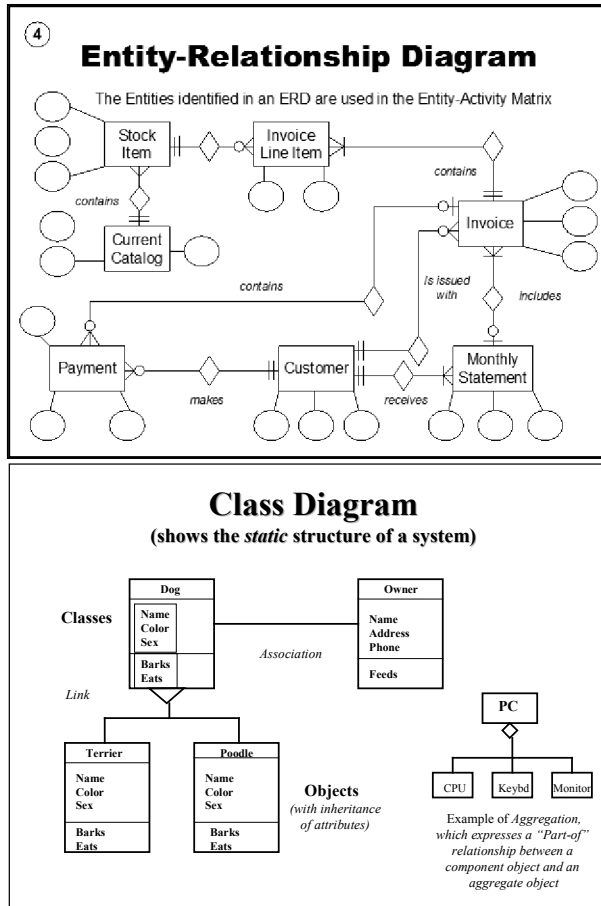 4
Entity-Relationship Diagram
The Entities identified in an ERD are used in the Entity-Activity Matrix
Stock
Item
Invoice
Line Item
contains
contains
Invoice
Current
Catalog
contains
Is issued
with
includes
Payment
Customer
Monthly
Statement
makes
receives
Class Diagram
(shows the static structure of a system)
Dog
Owner
Classes
Name
Color
Sex
Name
Address
Phone
Association
Barks
Eats
Feeds
Link
PC
Terrier
Poodle
Name
Color
Sex
Name
Color
Sex
Objects
(with inheritance
of attributes)
CPU
Keybd
Monitor
Barks
Eats
Barks
Eats
Example of Aggregation,
which expresses a “Part-of”
relationship between a
component object and an
aggregate object